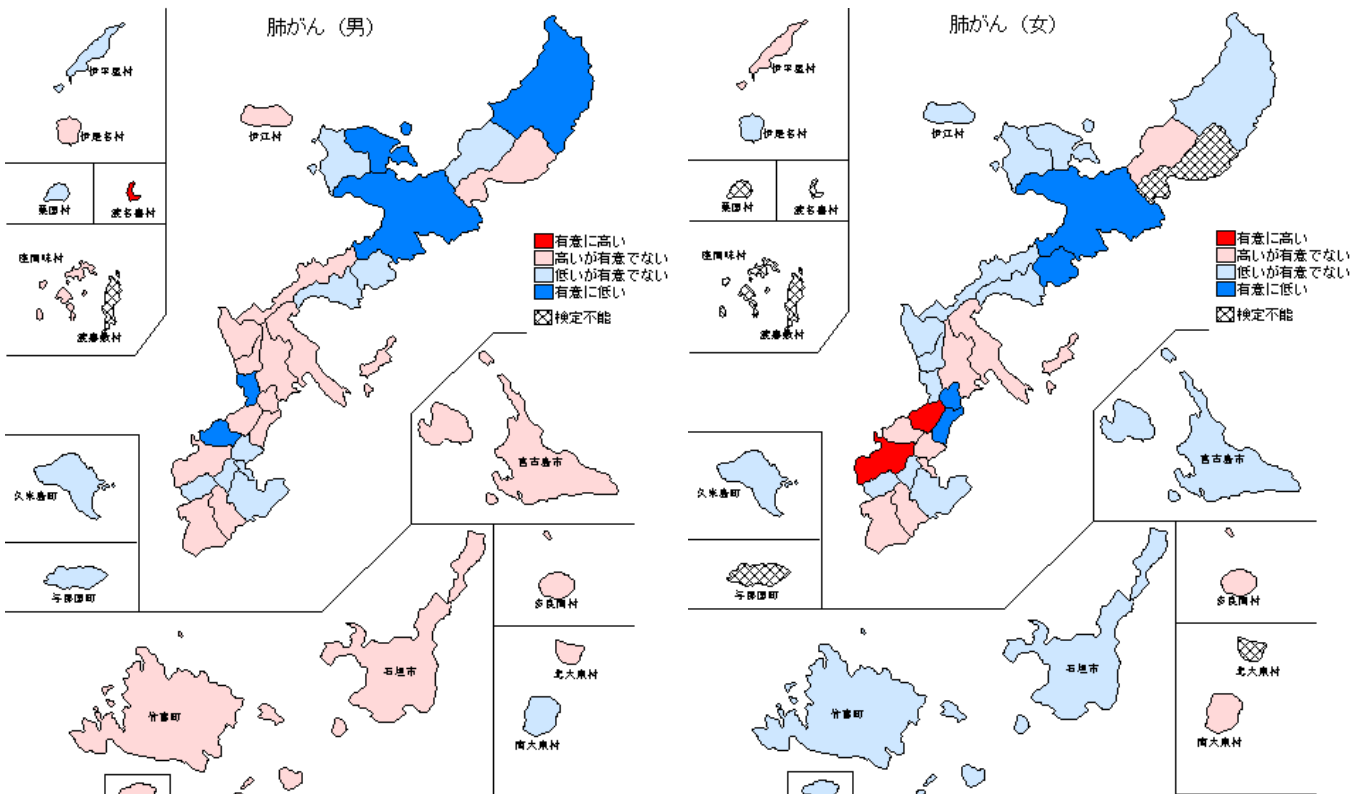 肺がん（男）
伊平屋村
伊是名村
伊江村
粟国村
渡名喜村
座間味村
渡嘉敷村
有意に高い
高いが有意でない
低いが有意でない
有意に低い
検定不能
久米島町
宮古島市
与那国町
多良間村
石垣市
北大東村
竹富町
南大東村
肺がん（女）
伊平屋村
伊是名村
伊江村
粟国村
渡名喜村
座間味村
渡嘉敷村
有意に高い
高いが有意でない
低いが有意でない
有意に低い
検定不能
久米島町
宮古島市
与那国町
多良間村
石垣市
北大東村
竹富町
南大東村